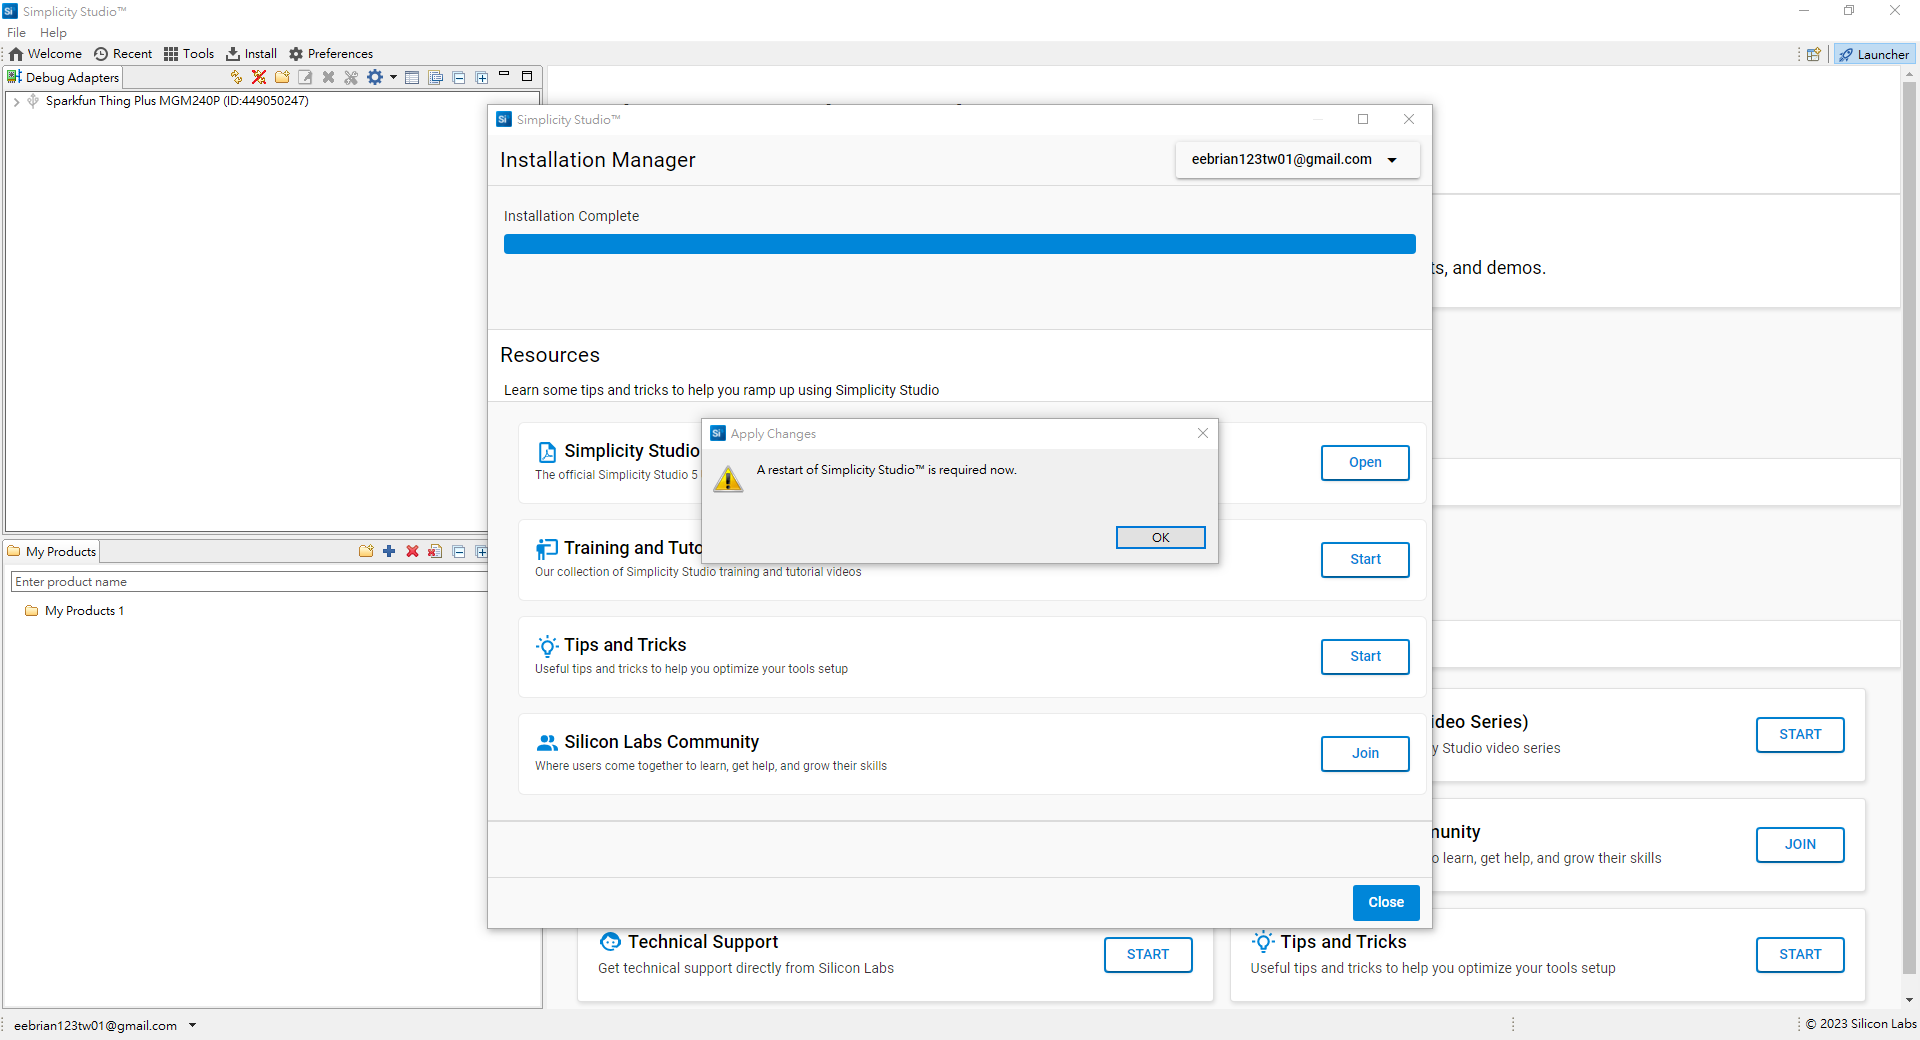 Simplicity Studio™
File Help
Welcome Recent Tools Install Preferences
Launcher
Debug Adapters
Sparkfun Thing Plus MGM240P (ID:449050247)
Simplicity Studio™
Installation Manager
eebrian123tw01@gmail.com
Installation Complete
ts, and demos.
Resources
Learn some tips and tricks to help you ramp up using Simplicity Studio
Simplicity Studio
The official Simplicity Studio 5
Open
Apply Changes
A restart of Simplicity Studio™ is required now.
OK
Training and Tuto
Our collection of Simplicity Studio training and tutorial videos
Start
Tips and Tricks
Useful tips and tricks to help you optimize your tools setup
Start
Silicon Labs Community
Where users come together to learn, get help, and grow their skills
Join
Close
My Products
Enter product name
My Products 1
ideo Series)
y Studio video series
START
nunity
o learn, get help, and grow their skills
JOIN
Technical Support
Get technical support directly from Silicon Labs
START
Tips and Tricks
Useful tips and tricks to help you optimize your tools setup
START
eebrian123tw01@gmail.com
© 2023 Silicon Labs